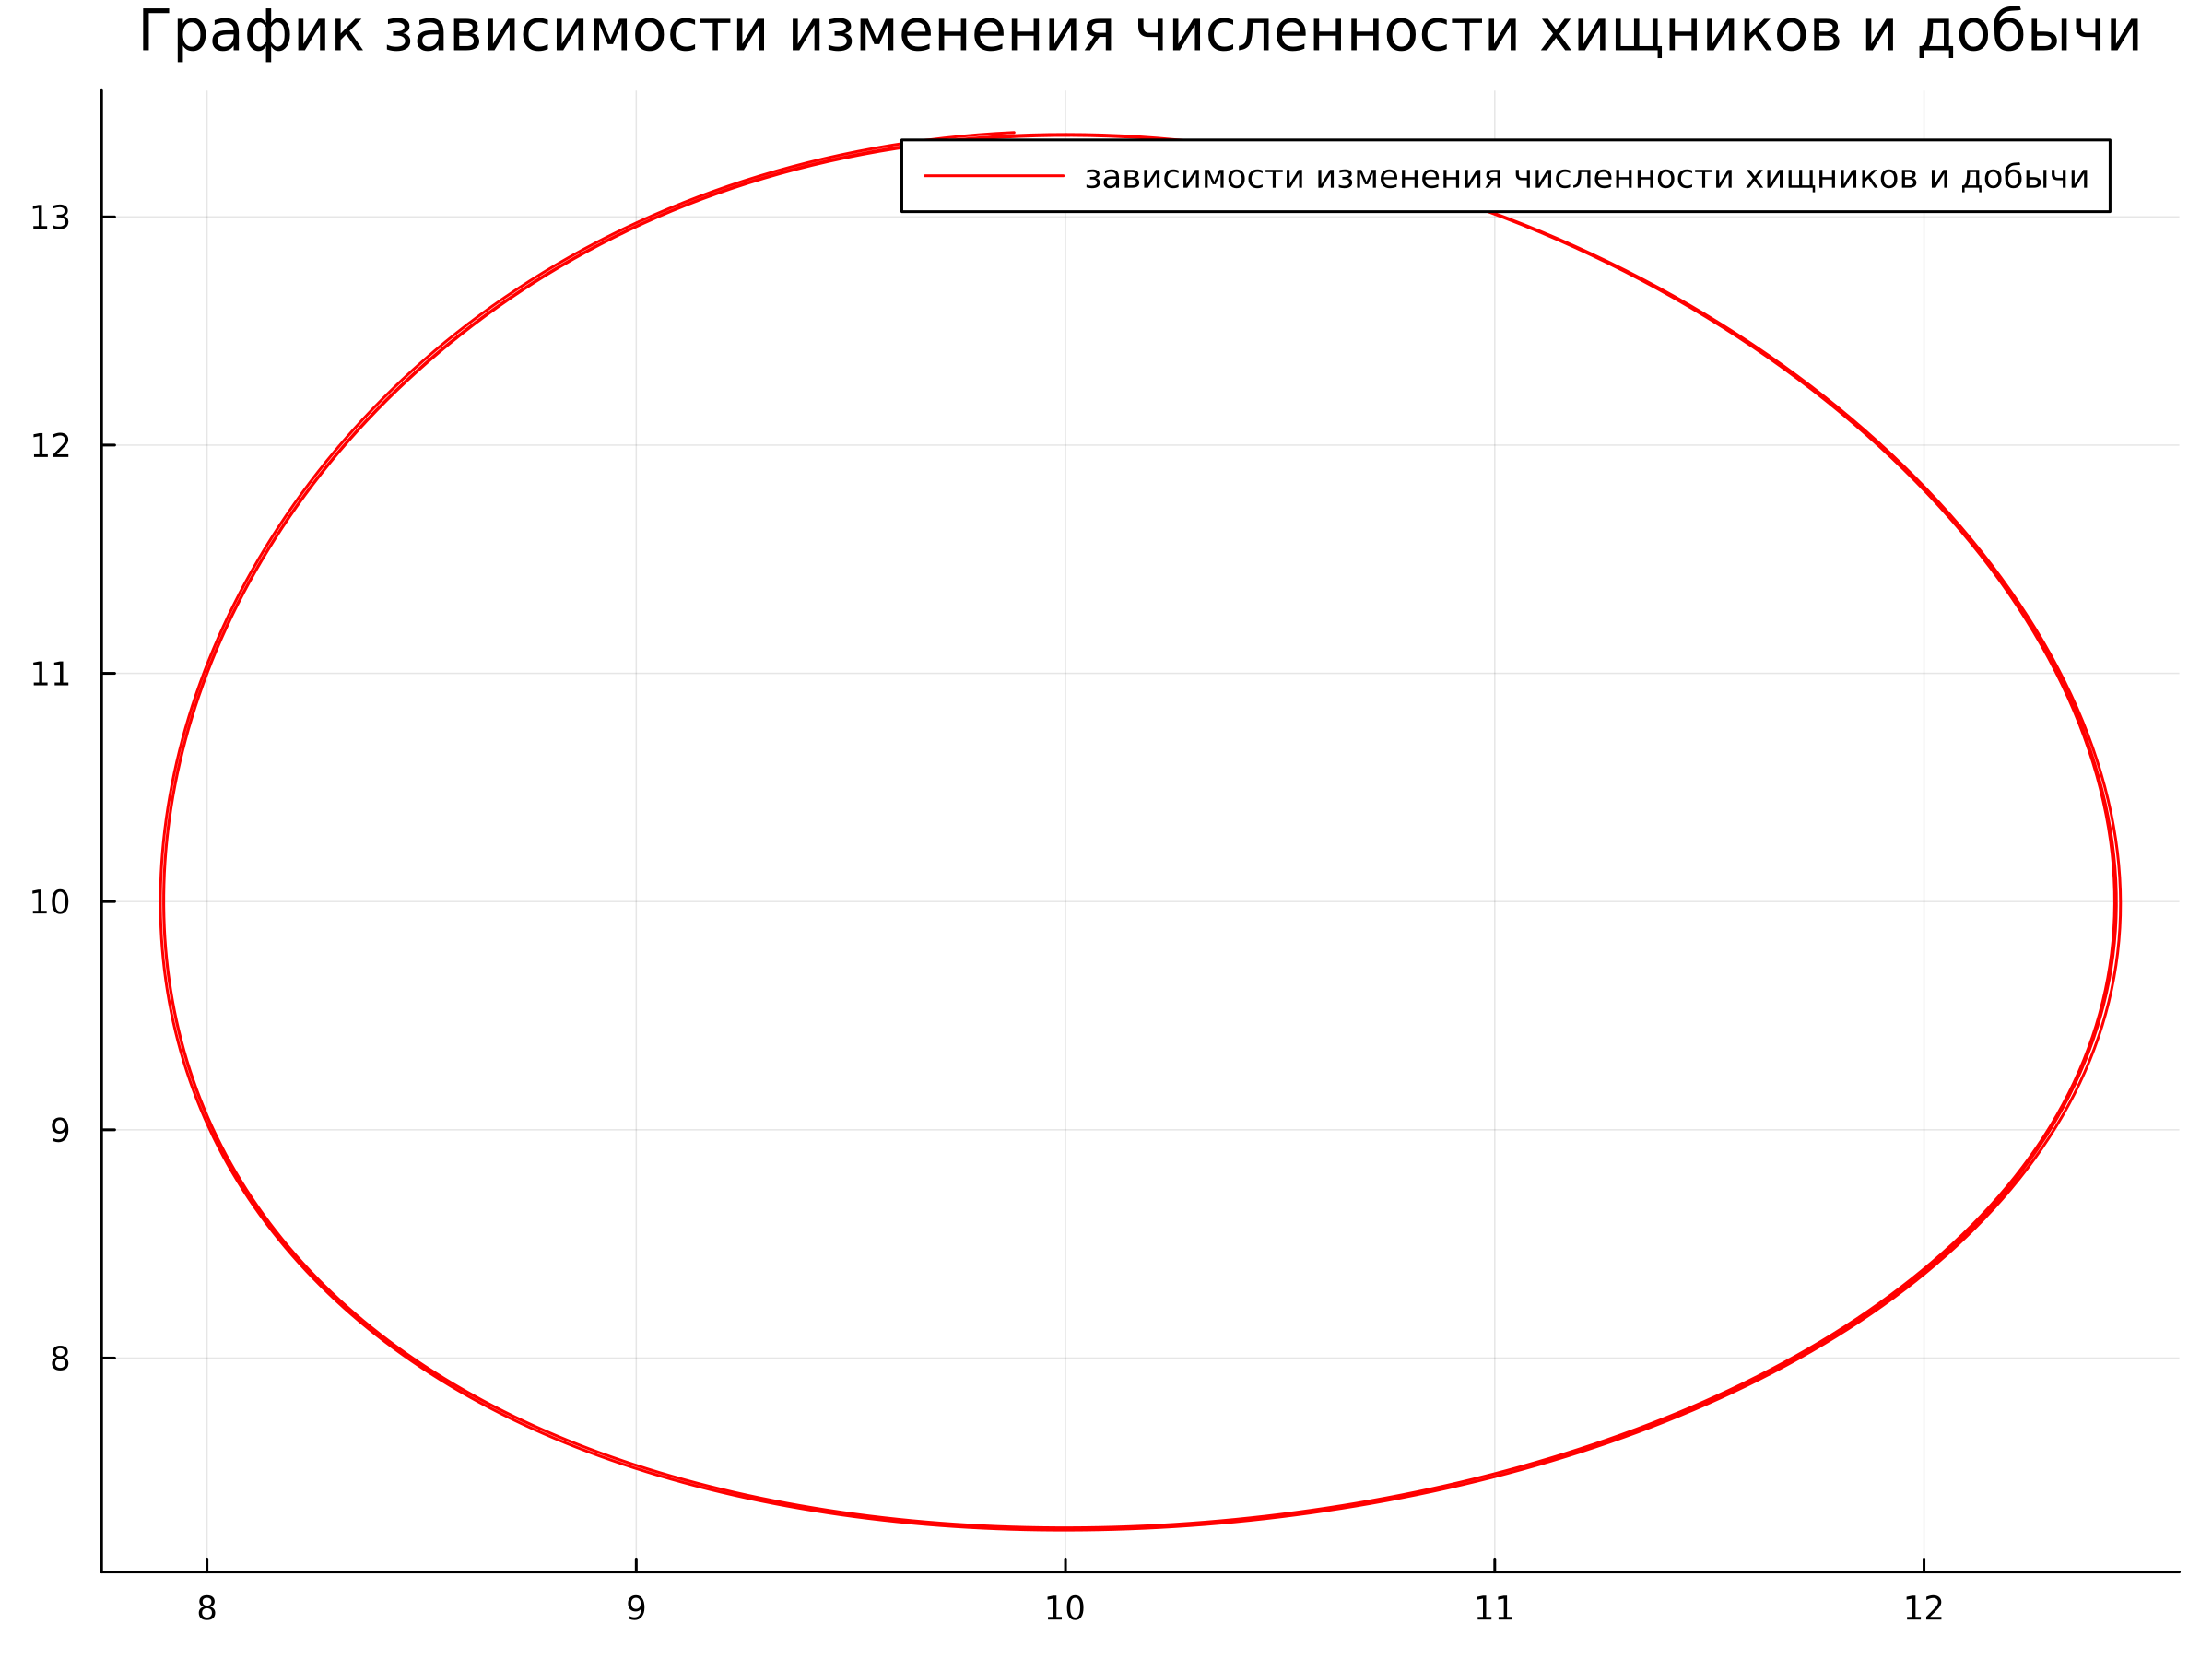 График зависимости изменения численности хищников и добычи
зависимости изменения численности хищников и добычи
13
12
11
10
9
8
8 9 10 11 12